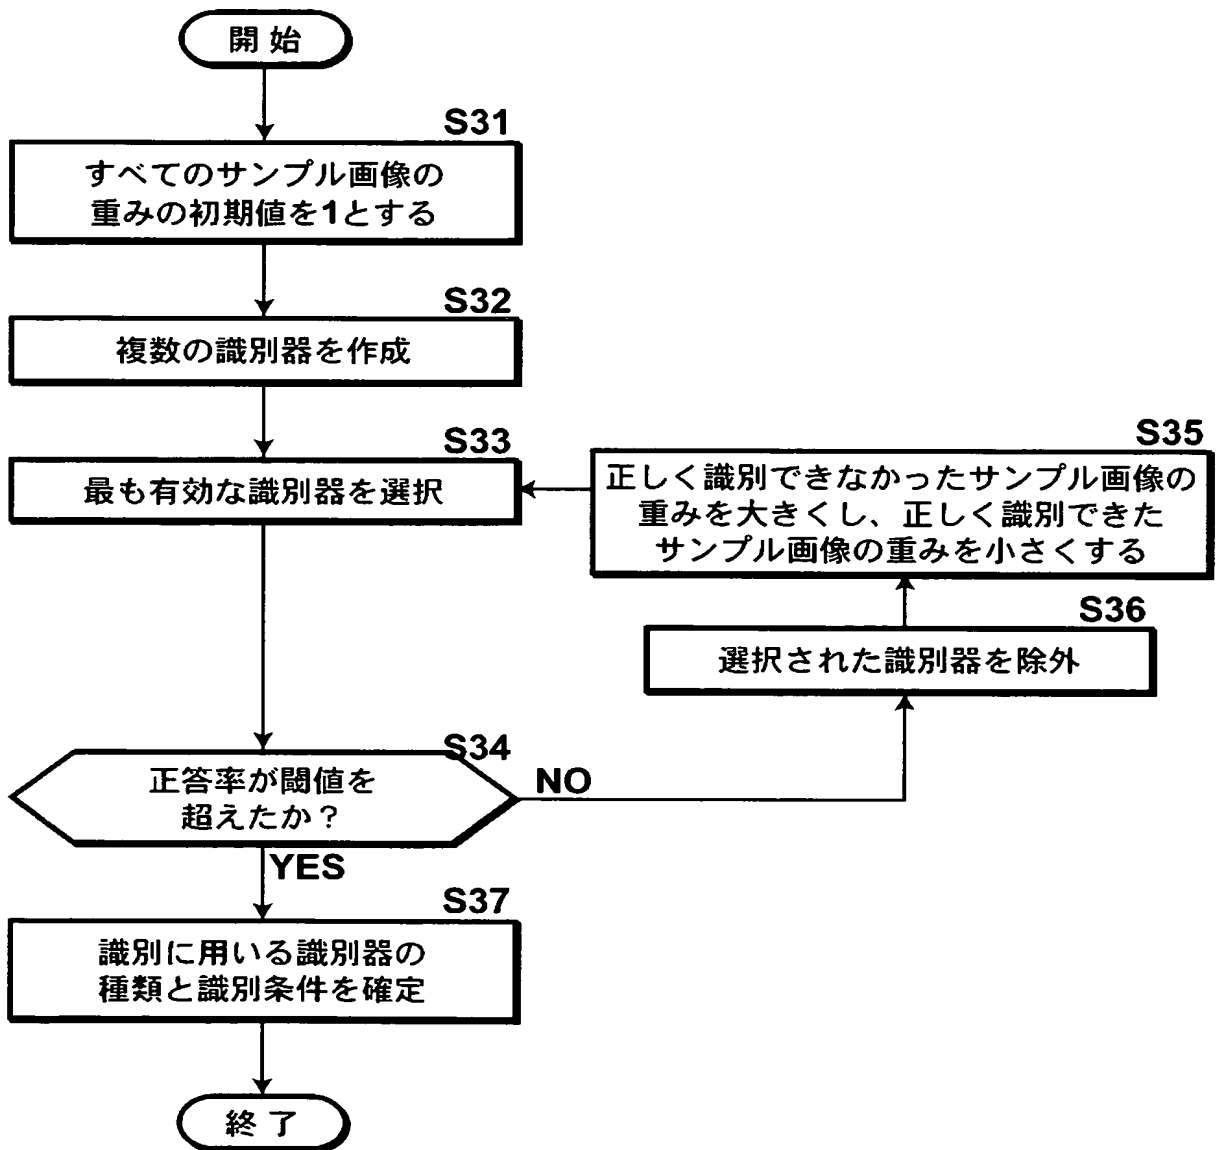 開始
S31
すべてのサンプル画像の
重みの初期値を1とする
S32
複数の識別器を作成
S33
最も有効な識別器を選択
S35
正しく識別できなかったサンプル画像の
重みを大きくし、正しく識別できた
サンプル画像の重みを小さくする
S36
選択された識別器を除外
S34
正答率が閾値を
超えたか？
NO
YES
S37
識別に用いる識別器の
種類と識別条件を確定
終了